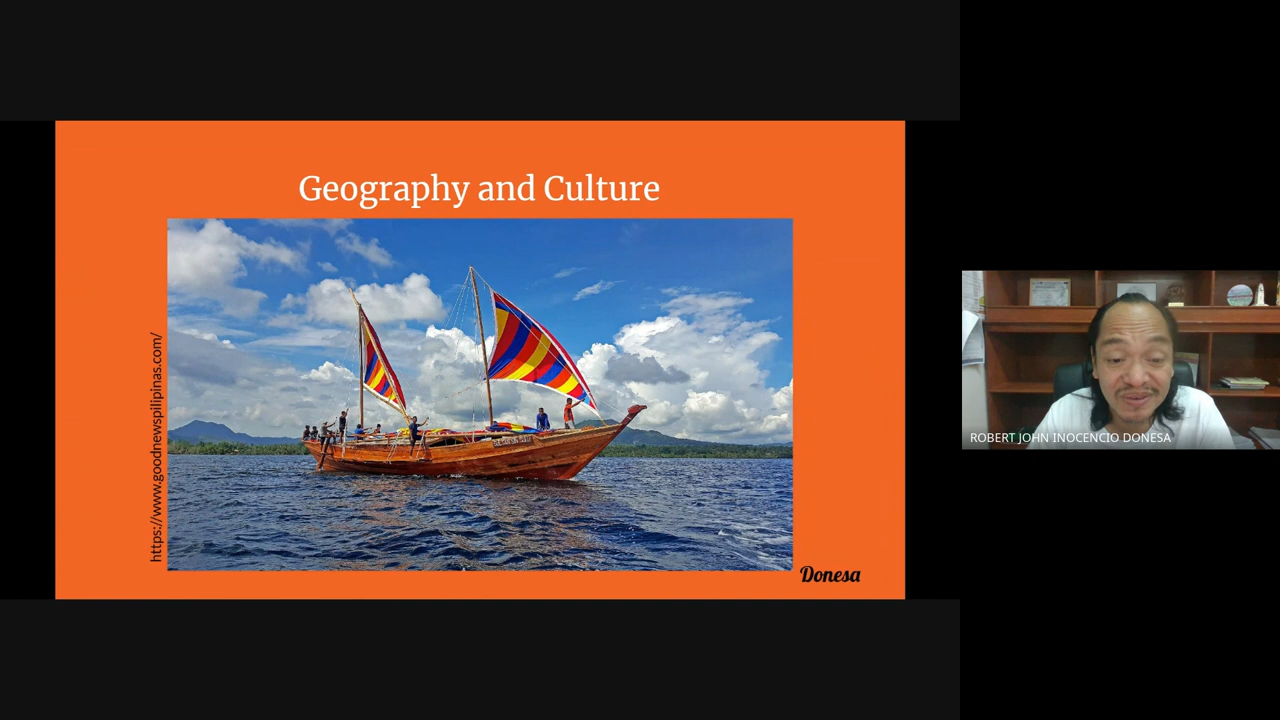 Geography and Culture
https://www.goodnewspilipinas.com/
Donesa
ROBERT JOHN INOCENCIO DONESA